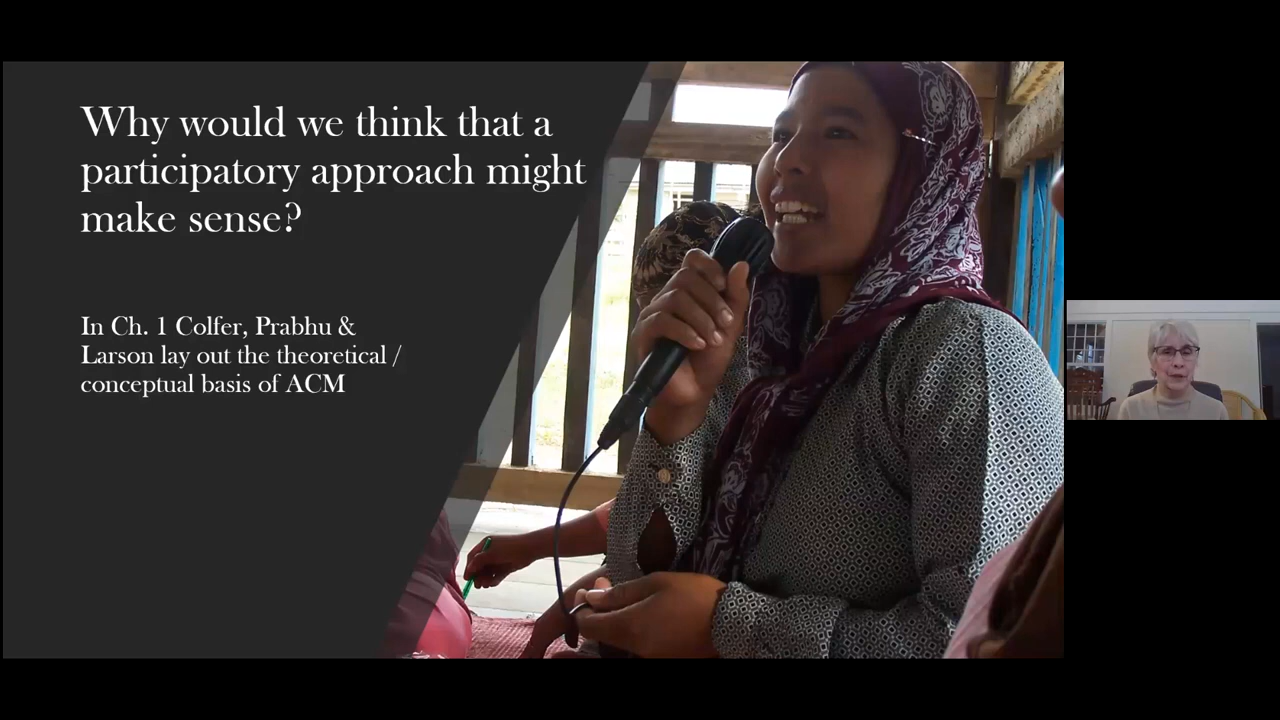 Why would we think that a
participatory approach might
make sense?
In Ch. 1 Colfer, Prabhu &
Larson lay out the theoretical /
conceptual basis of ACM